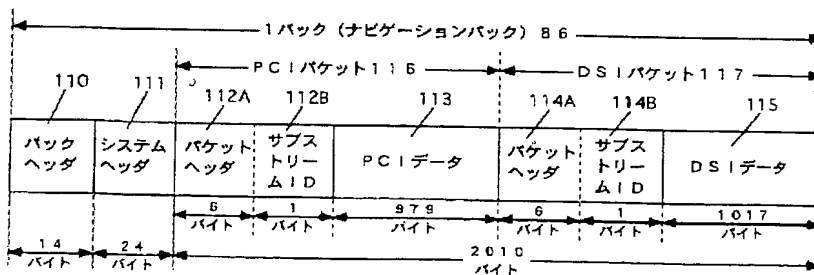 1パック（ナビゲーションパック）86
PCIパケット116
DSIパケット117
110
111
112A
112B
113
114A
114B
115
パック
ヘッダ
システム
ヘッダ
パケット
ヘッダ
サブス
トリー
ムID
PCIデータ
パケット
ヘッダ
サブス
トリー
ムID
DSIデータ
6
バイト
1
バイト
979
バイト
6
バイト
1
バイト
1017
バイト
14
バイト
24
バイト
2010
バイト